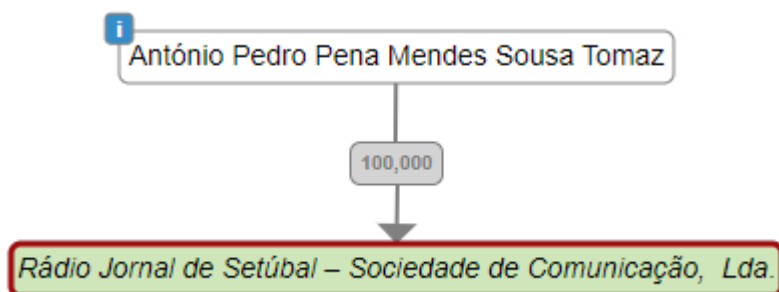 i
António Pedro Pena Mendes Sousa Tomaz
100,000
Rádio Jornal de Setúbal – Sociedade de Comunicação, Lda.